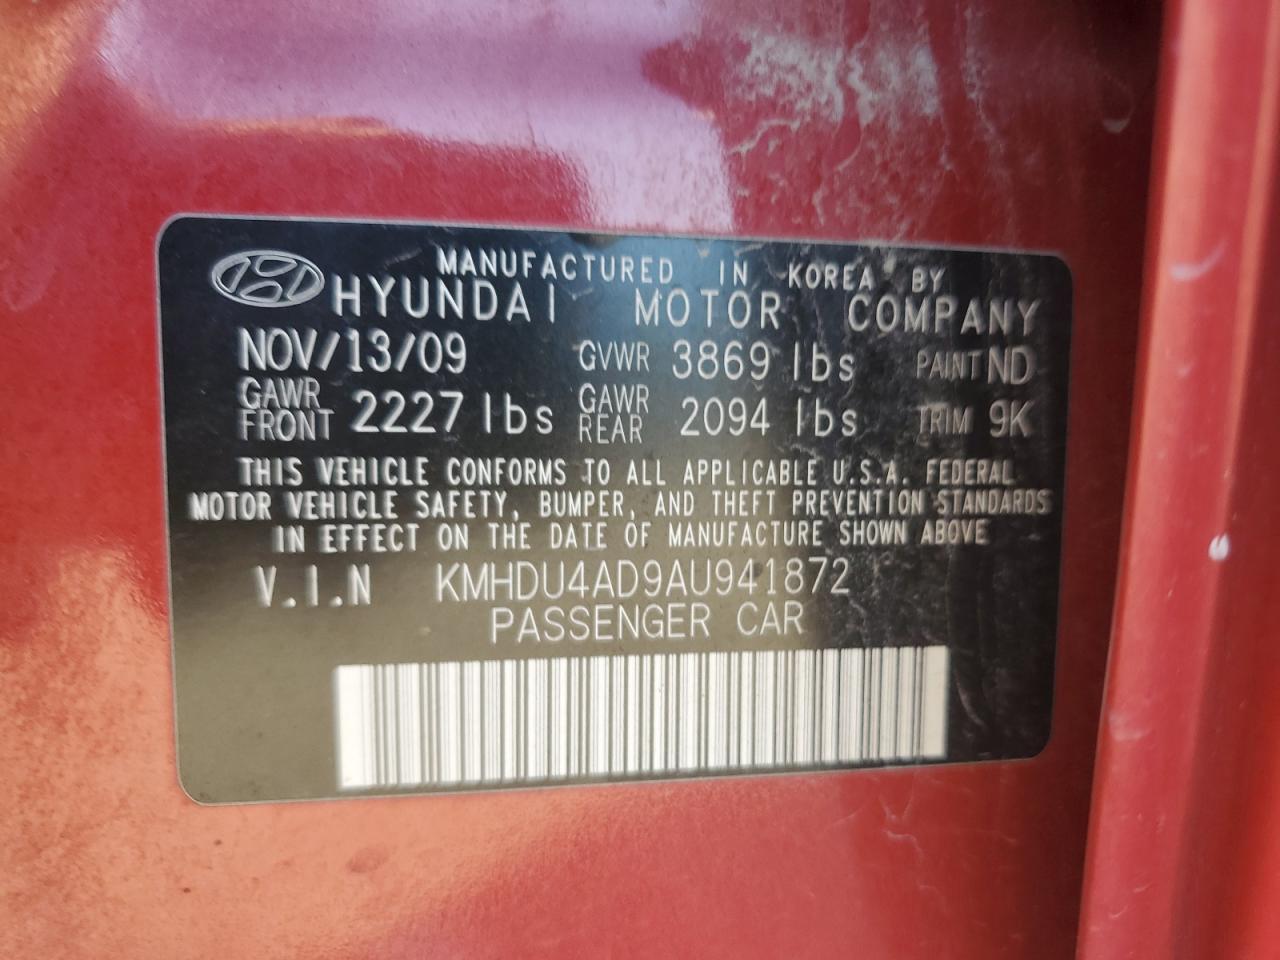 MANUFACTURED IN KOREA BY
HYUNDAI MOTOR COMPANY
NOV/13/09 GVWR 3869 lbs PAINT ND
GAWR FRONT 2227 lbs GAWR REAR 2094 lbs TRIM 9K
THIS VEHICLE CONFORMS TO ALL APPLICABLE U.S.A. FEDERAL
MOTOR VEHICLE SAFETY, BUMPER, AND THEFT PREVENTION STANDARDS
IN EFFECT ON THE DATE OF MANUFACTURE SHOWN ABOVE
V.I.N KMHDU4AD9AU941872
PASSENGER CAR